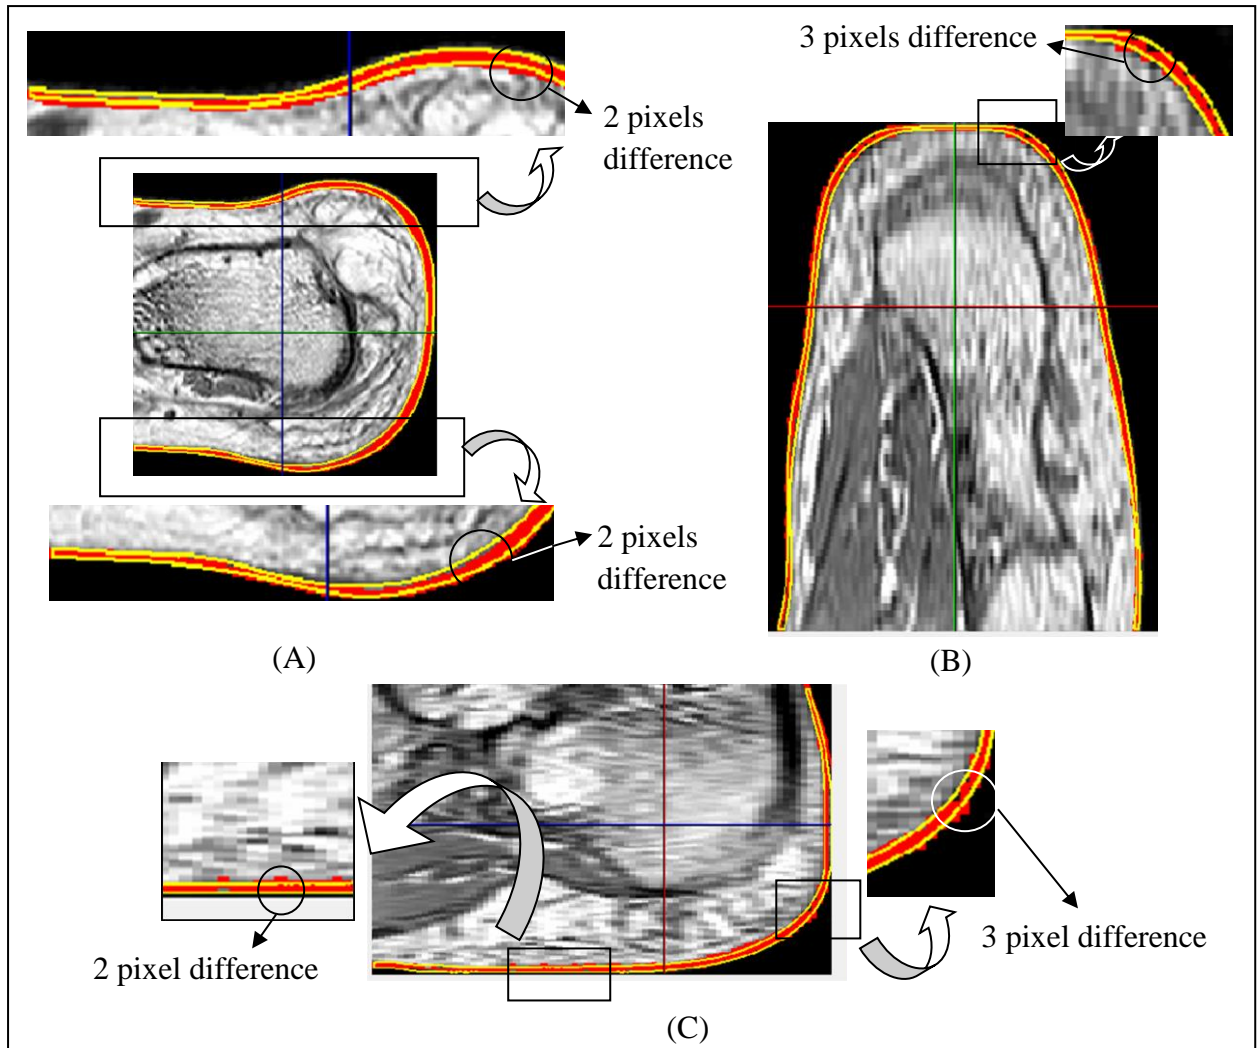 3 pixels difference
2 pixels
difference
2 pixels
difference
(A)
(B)
2 pixel difference
3 pixel difference
(C)